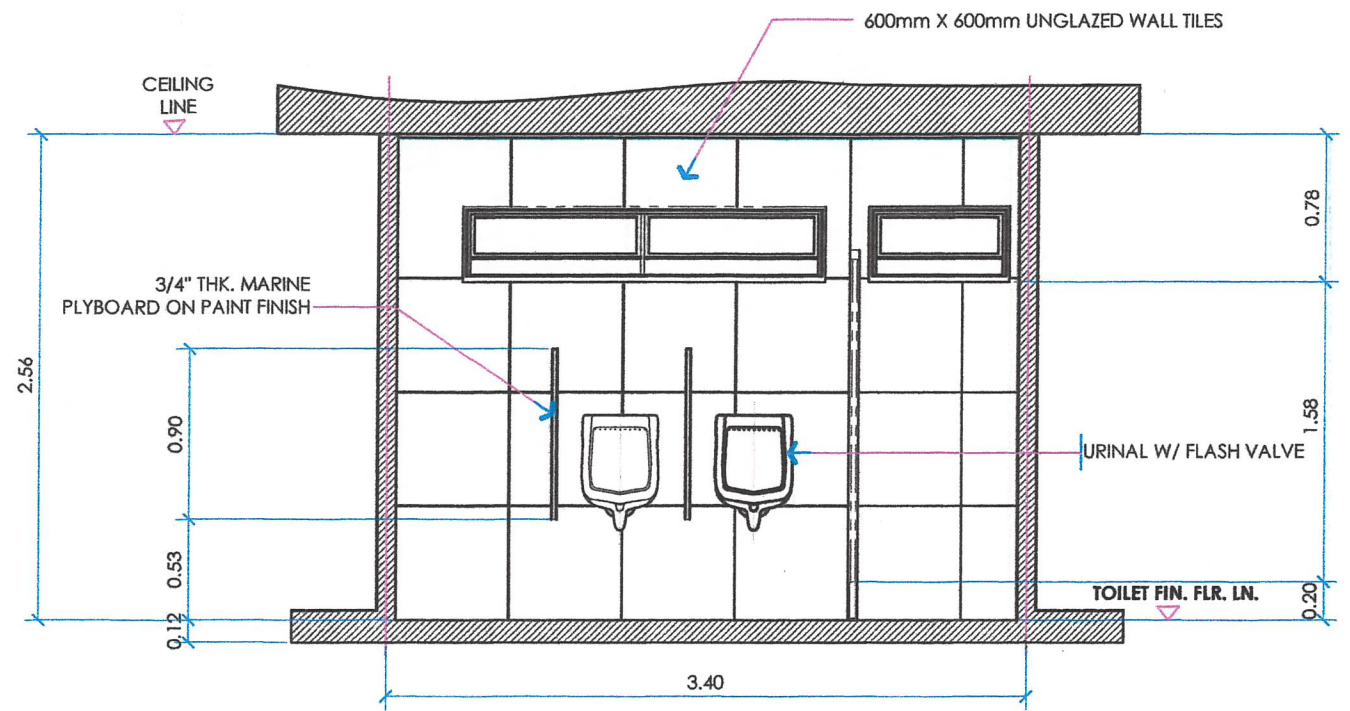 600mm X 600mm UNGLAZED WALL TILES
CEILING
LINE
0.78
3/4" THK. MARINE
PLYBOARD ON PAINT FINISH
2.56
0.90
1.58
URINAL W/ FLASH VALVE
0.53
TOILET FIN. FLR. LN.
0.20
0.12
3.40